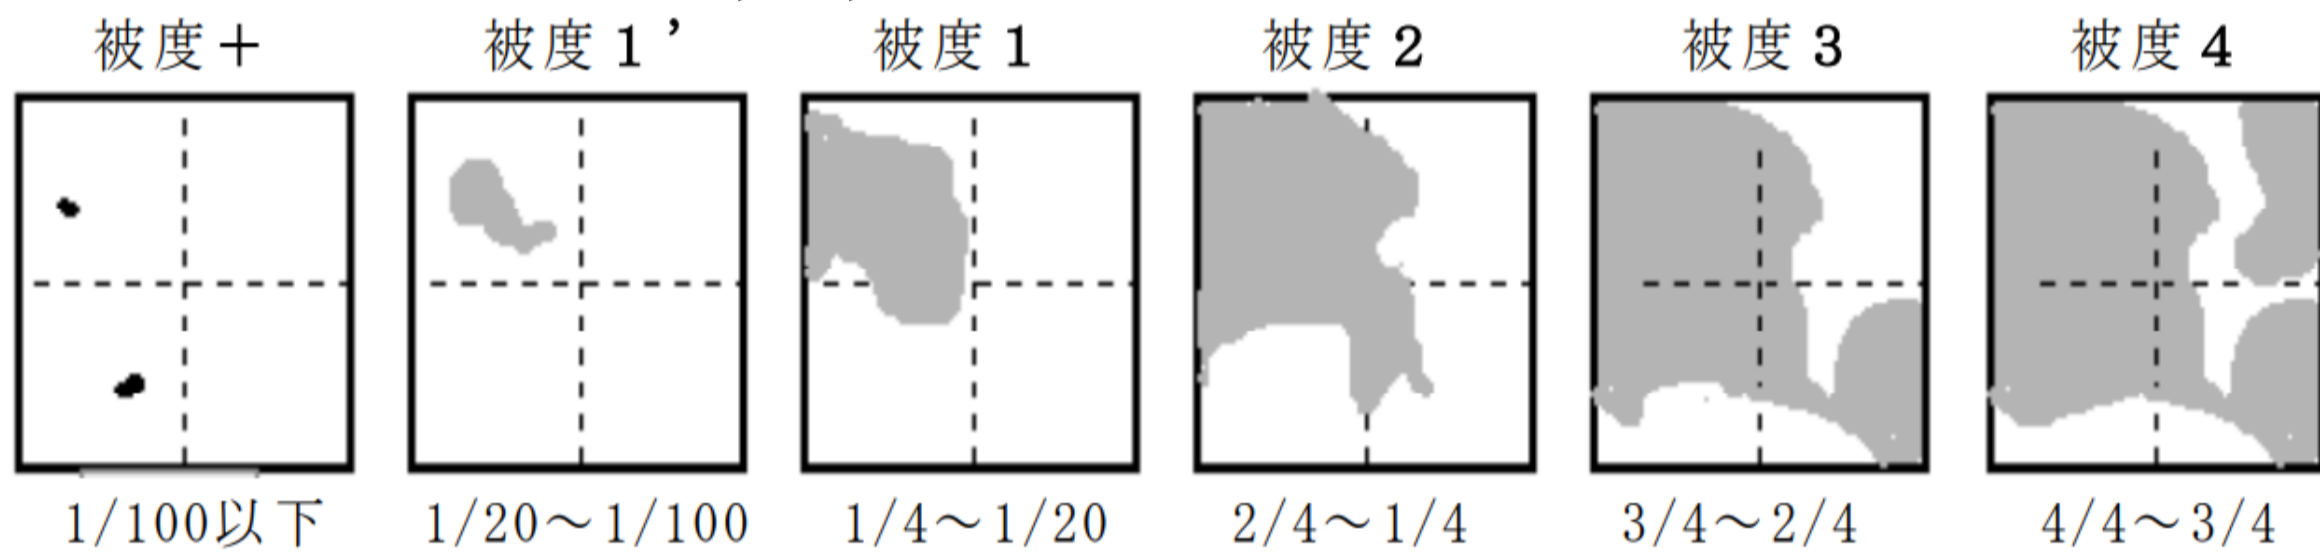 被度＋ 被度１’ 被度１ 被度２ 被度３ 被度４
1/100以下 1/20～1/100 1/4～1/20 2/4～1/4 3/4～2/4 4/4～3/4